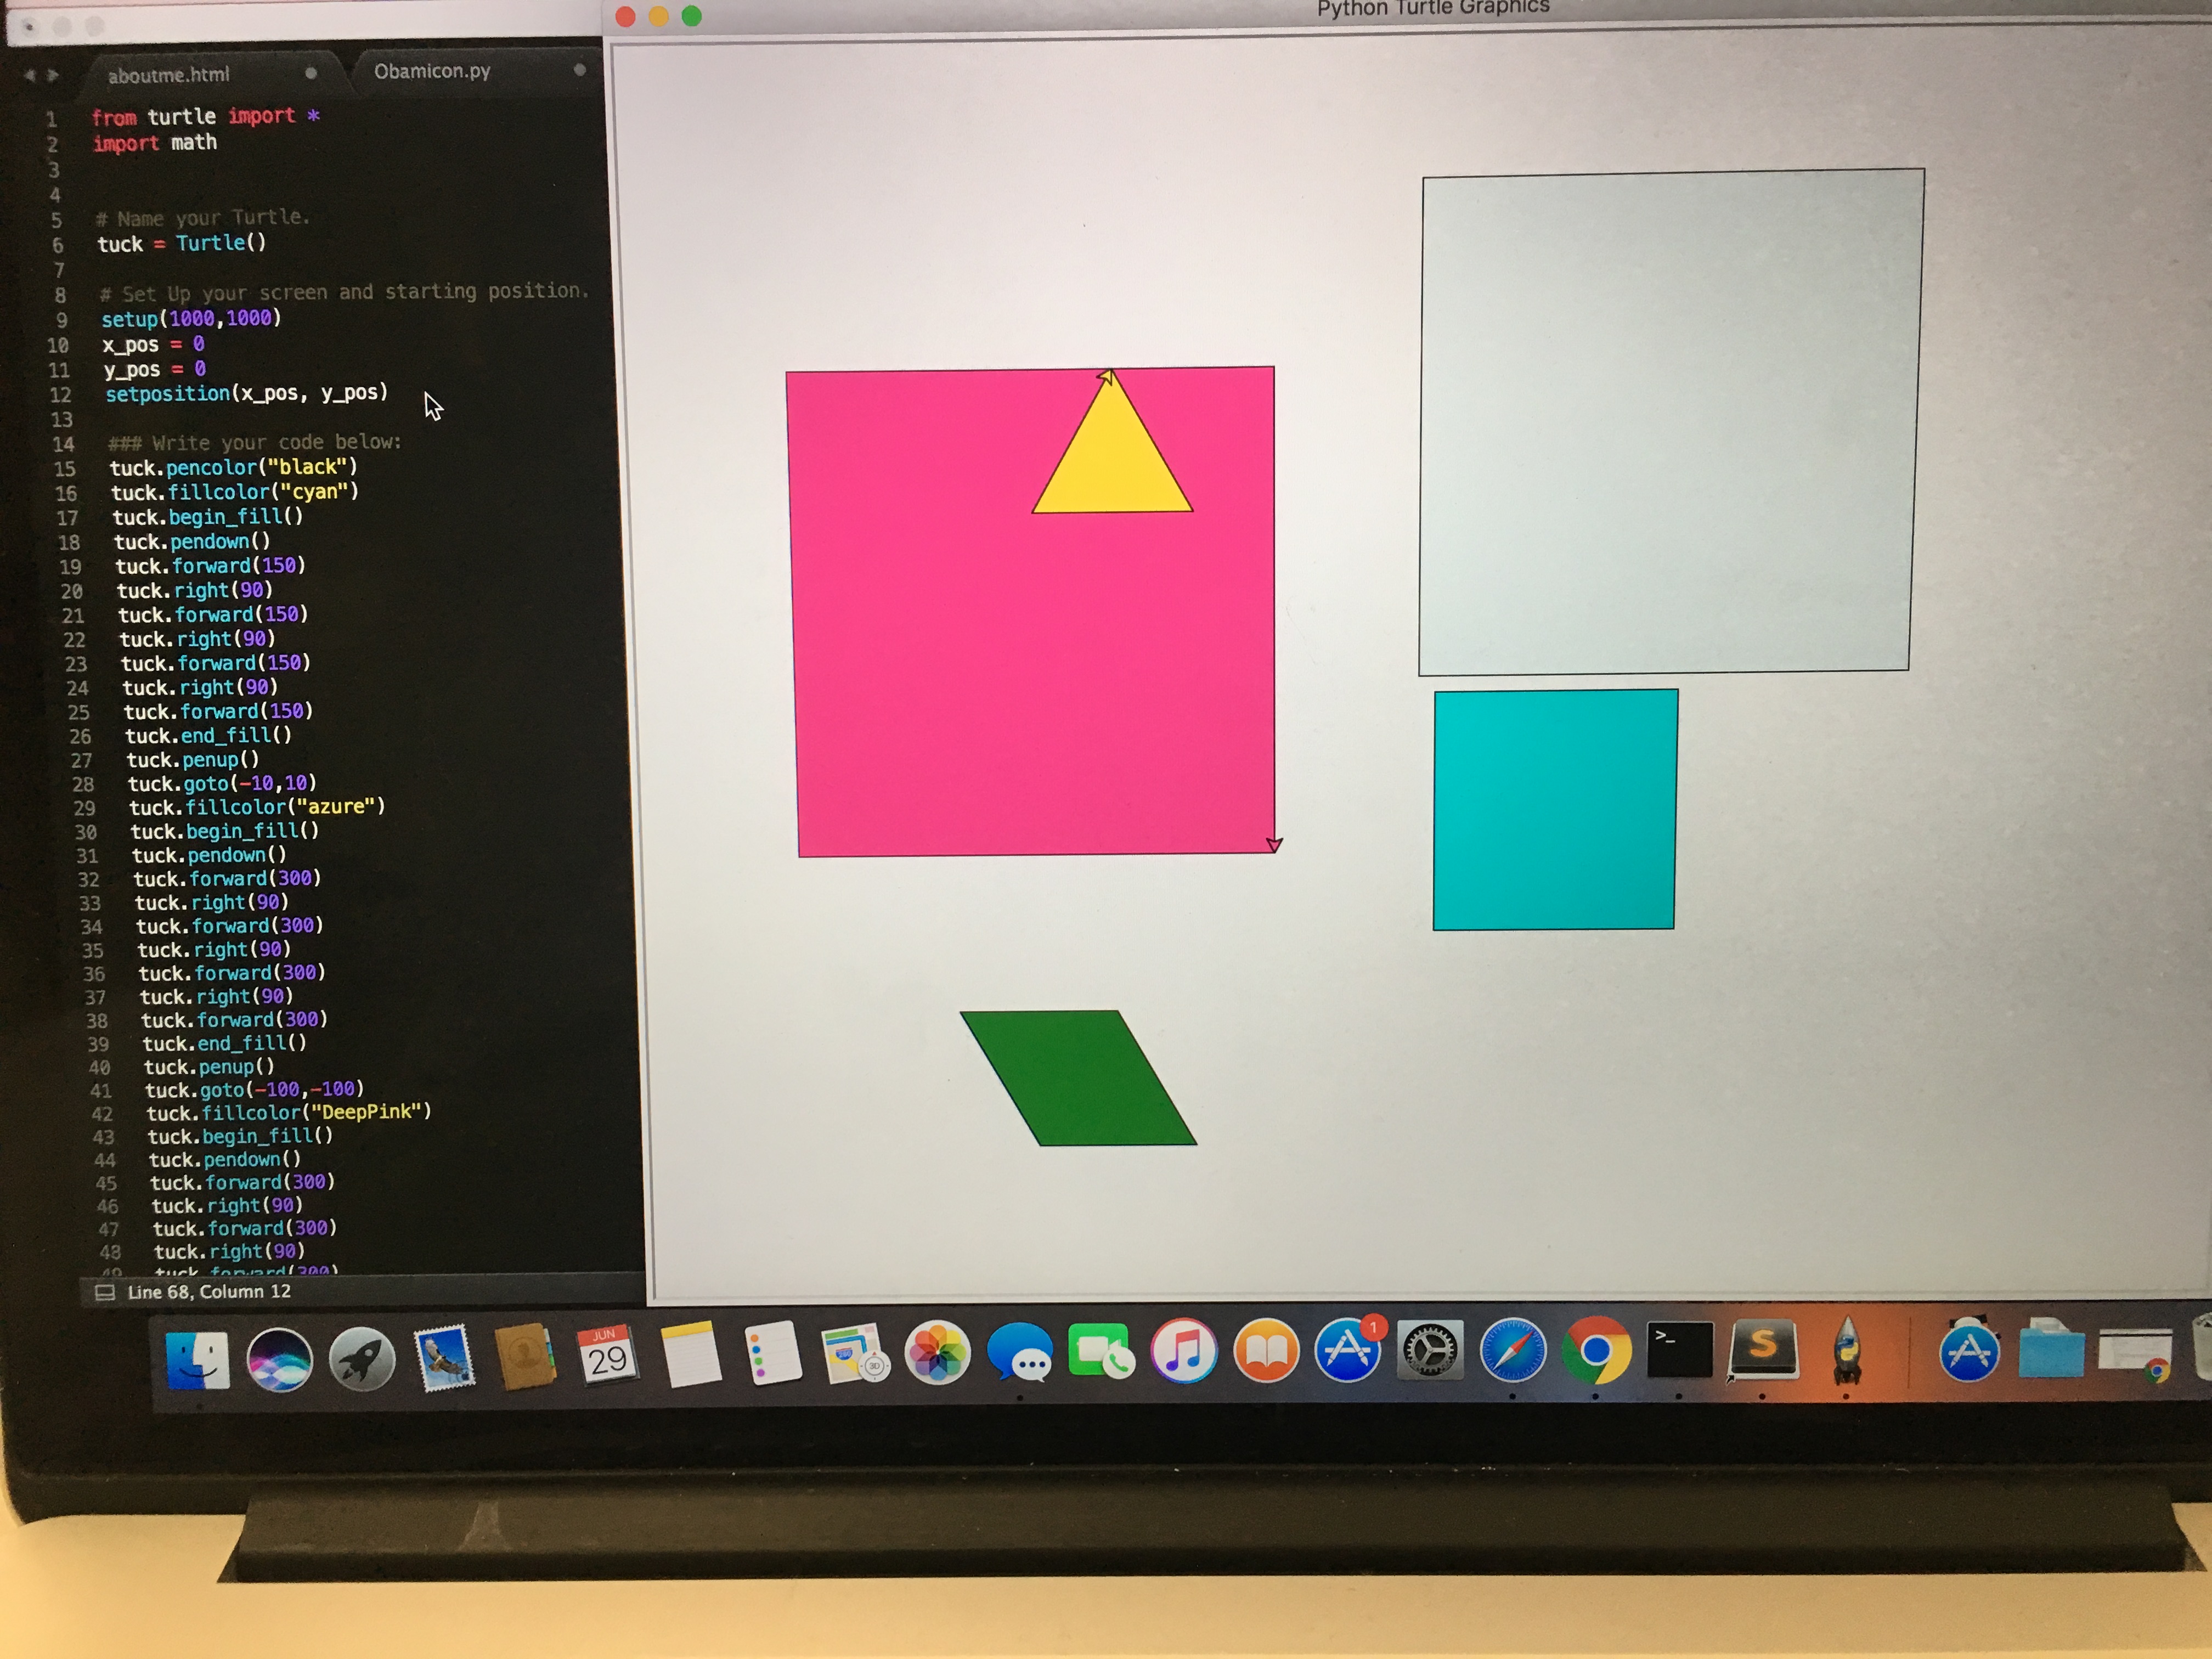 Python Turtle Graphics
aboutme.html
Obamicon.py
1 from turtle import *
2 import math
3
4
5 # Name your Turtle.
6 tuck = Turtle()
7
8 # Set Up your screen and starting position.
9 setup(1000,1000)
10 x_pos = 0
11 y_pos = 0
12 setposition(x_pos, y_pos)
13
14 ### Write your code below:
15 tuck.pencolor("black")
16 tuck.fillcolor("cyan")
17 tuck.begin_fill()
18 tuck.pendown()
19 tuck.forward(150)
20 tuck.right(90)
21 tuck.forward(150)
22 tuck.right(90)
23 tuck.forward(150)
24 tuck.right(90)
25 tuck.forward(150)
26 tuck.end_fill()
27 tuck.penup()
28 tuck.goto(-10,10)
29 tuck.fillcolor("azure")
30 tuck.begin_fill()
31 tuck.pendown()
32 tuck.forward(300)
33 tuck.right(90)
34 tuck.forward(300)
35 tuck.right(90)
36 tuck.forward(300)
37 tuck.right(90)
38 tuck.forward(300)
39 tuck.end_fill()
40 tuck.penup()
41 tuck.goto(-100,-100)
42 tuck.fillcolor("DeepPink")
43 tuck.begin_fill()
44 tuck.pendown()
45 tuck.forward(300)
46 tuck.right(90)
47 tuck.forward(300)
48 tuck.right(90)
49 tuck.forward(300)
Line 68, Column 12
JUN
29
3D
1
>_
S